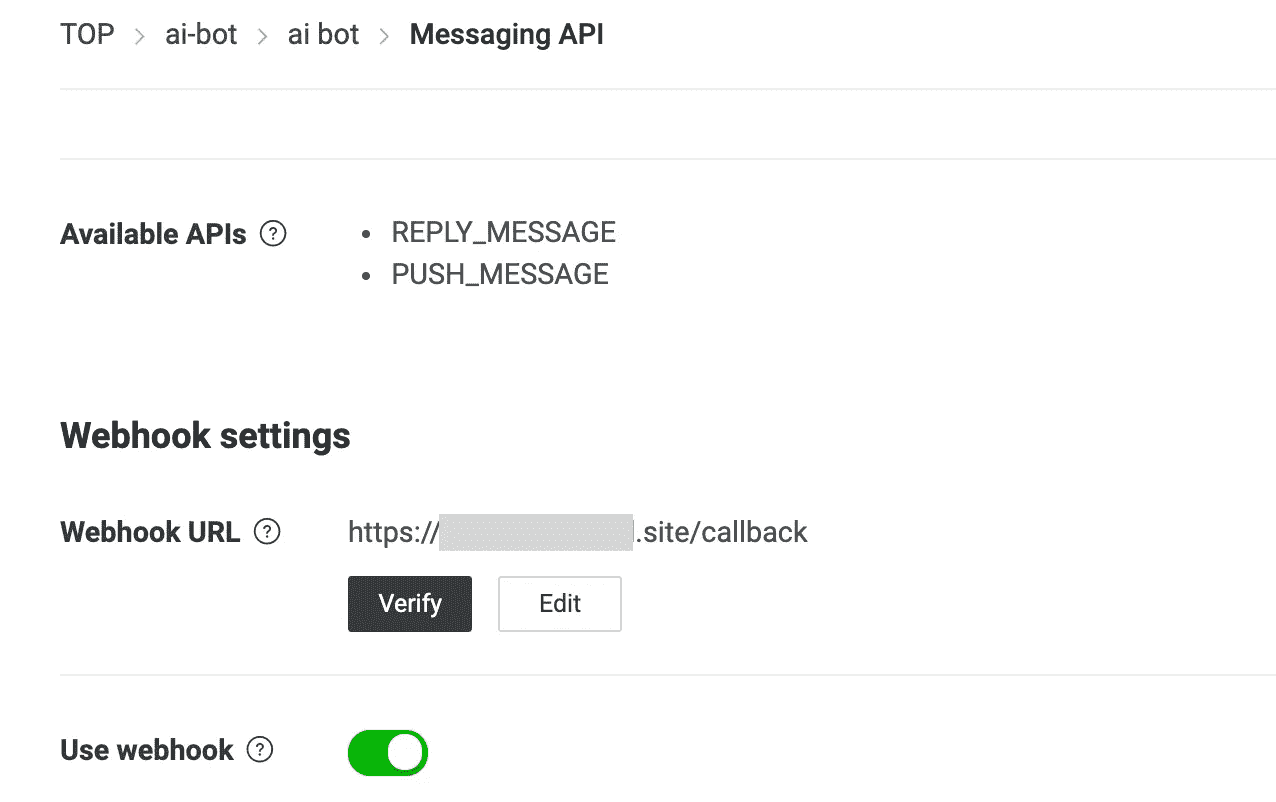 TOP > ai-bot > ai bot > Messaging API
Available APIs ?
• REPLY_MESSAGE
• PUSH_MESSAGE
Webhook settings
Webhook URL ? https:// .site/callback
Verify Edit
Use webhook ?